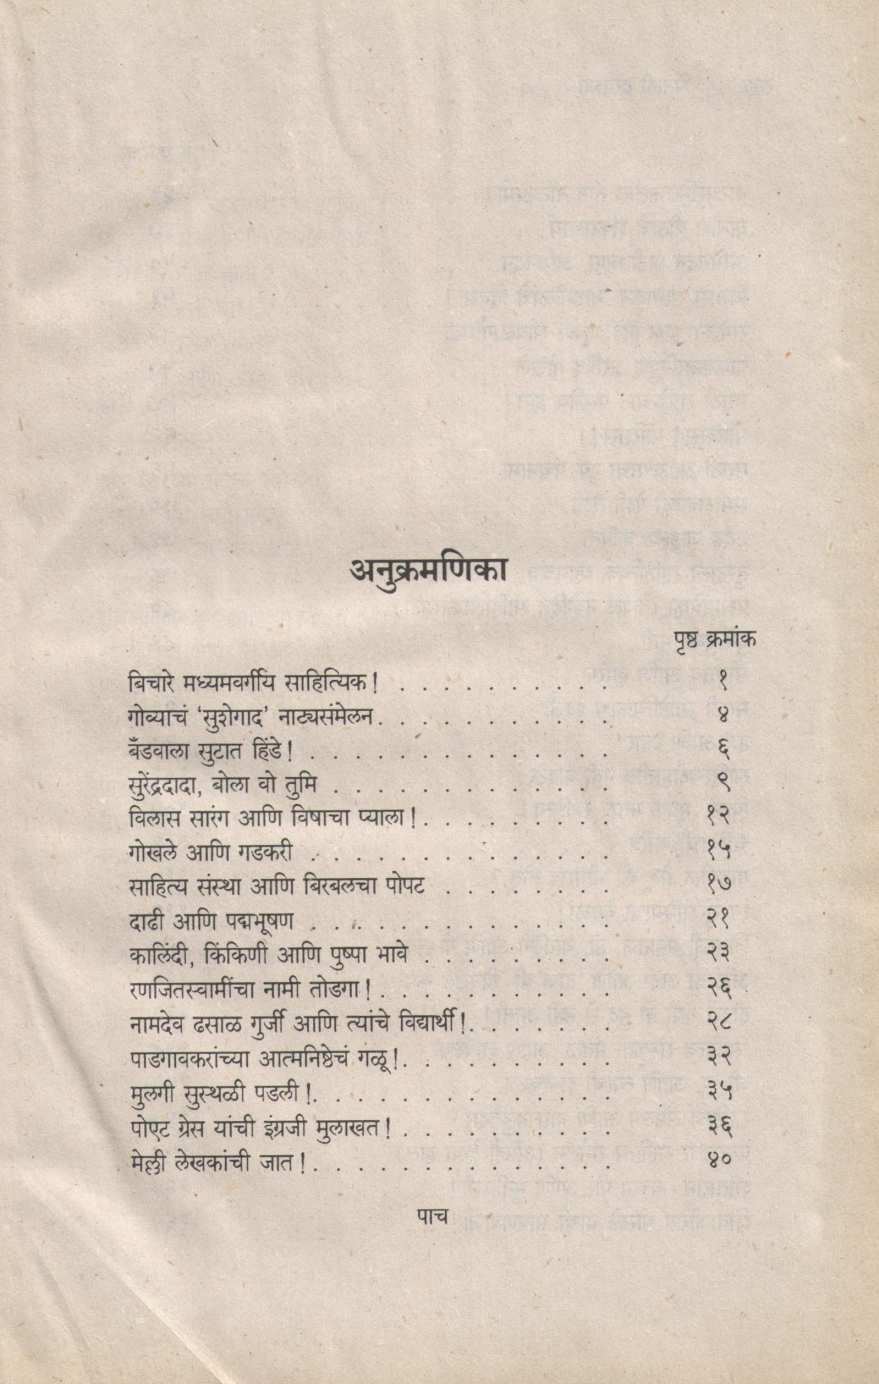 अनुक्रमणिका
पृष्ठ क्रमांक
बिचारे मध्यमवर्गीय साहित्यिक! . . . . . . . . . . १
गोव्याचं ‘सुशेगाद’ नाट्यसंमेलन. . . . . . . . . . . ४
बँडवाला सुटात हिंडे! . . . . . . . . . . . . . . ६
सुरेंद्रदादा, बोला वो तुमि . . . . . . . . . . . . . ९
विलास सारंग आणि विषाचा प्याला!. . . . . . . . . १२
गोखले आणि गडकरी . . . . . . . . . . . . . . १५
साहित्य संस्था आणि बिरबलचा पोपट . . . . . . . . १७
दाढी आणि पद्मभूषण . . . . . . . . . . . . . . २१
कालिंदी, किंकिणी आणि पुष्पा भावे . . . . . . . . . २३
रणजितस्वामींचा नामी तोडगा!. . . . . . . . . . . २६
नामदेव ढसाळ गुर्जी आणि त्यांचे विद्यार्थी!. . . . . . . २८
पाडगावकरांच्या आत्मनिष्ठेचं गळू!. . . . . . . . . . ३२
मुलगी सुस्थळी पडली!. . . . . . . . . . . . . . ३५
पोएट ग्रेस यांची इंग्रजी मुलाखत! . . . . . . . . . . ३६
मेल्ली लेखकांची जात!. . . . . . . . . . . . . . ४०
पाच